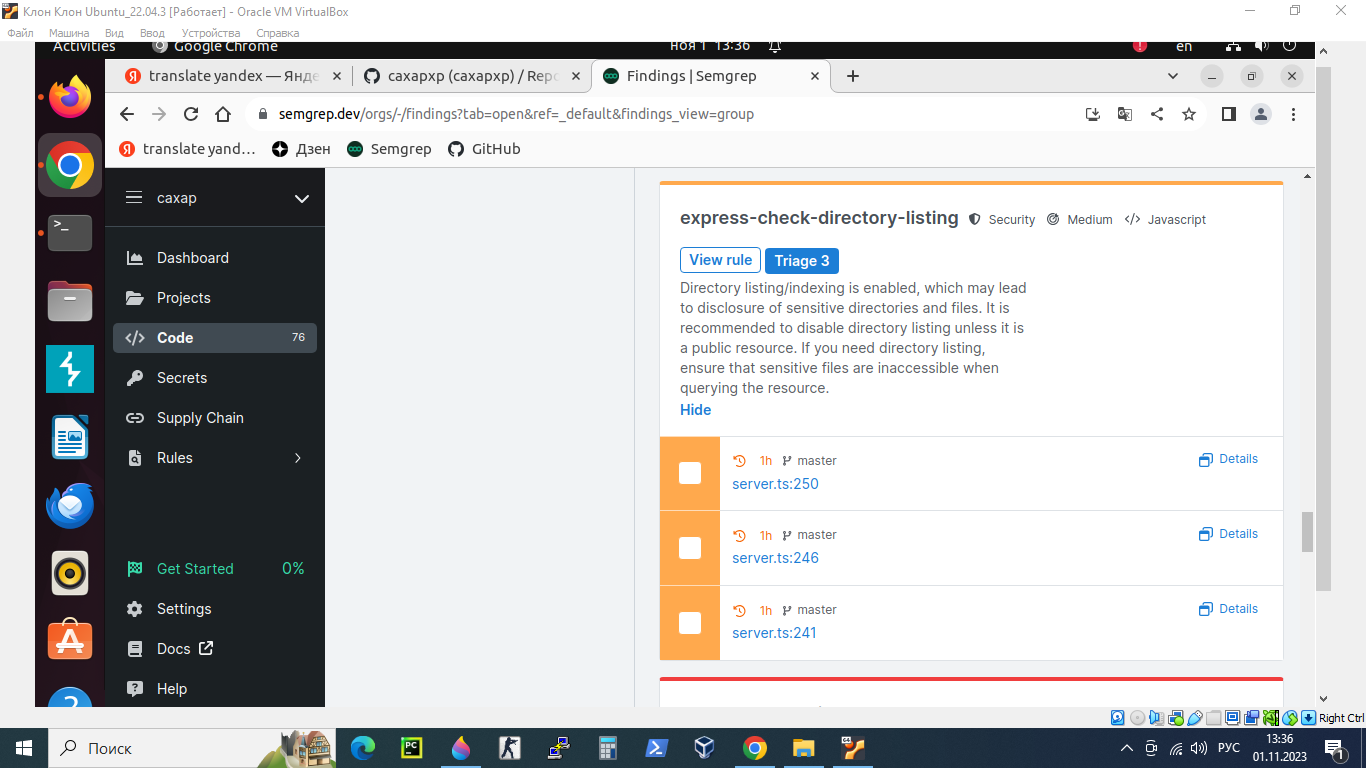 Клон Клон Ubuntu_22.04.3 [Работает] - Oracle VM VirtualBox
Файл Машина Вид Ввод Устройства Справка
Activities Google Chrome ноя 1 13:36 en
translate yandex — Янде caxapxp (caxapxp) / Repo Findings | Semgrep
semgrep.dev/orgs/-/findings?tab=open&ref=_default&findings_view=group
translate yand... Дзен Semgrep GitHub
caxap
Dashboard
Projects
Code 76
Secrets
Supply Chain
Rules
Get Started 0%
Settings
Docs
Help
express-check-directory-listing Security Medium Javascript
View rule Triage 3
Directory listing/indexing is enabled, which may lead
to disclosure of sensitive directories and files. It is
recommended to disable directory listing unless it is
a public resource. If you need directory listing,
ensure that sensitive files are inaccessible when
querying the resource.
Hide
1h master Details
server.ts:250
1h master Details
server.ts:246
1h master Details
server.ts:241
Right Ctrl
Поиск
РУС
13:36
01.11.2023
1